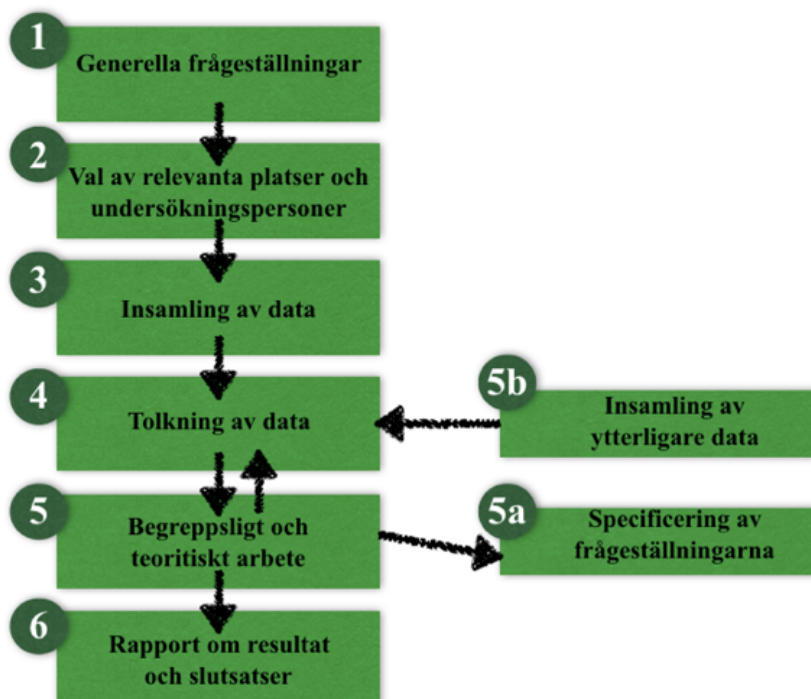 1
Generella frågeställningar
2
Val av relevanta platser och
undersökningspersoner
3
Insamling av data
4
Tolkning av data
5b
Insamling av
ytterligare data
5
Begreppsligt och
teoritiskt arbete
5a
Specificering av
frågeställningarna
6
Rapport om resultat
och slutsatser